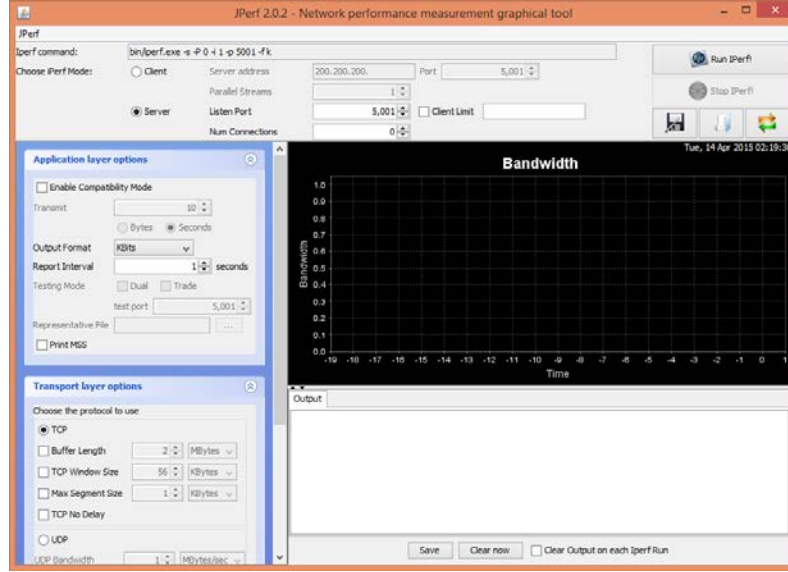 JPerf 2.0.2 - Network performance measurement graphical tool
JPerf
Iperf command: bin/iperf.exe -s -P 0 -i 1 -p 5001 -f k
Choose iPerf Mode: Client Server address 200.200.200. Port 5,001
Parallel Streams 1
Server Listen Port 5,001 Client Limit
Num Connections 0
Run IPerf!
Stop IPerf!
Application layer options
Enable Compatibility Mode
Transmit 10
Bytes Seconds
Output Format KBits
Report Interval 1 seconds
Testing Mode Dual Trade
test port 5,001
Representative File ...
Print MSS
Transport layer options
Choose the protocol to use
TCP
Buffer Length 2 MBytes
TCP Window Size 56 KBytes
Max Segment Size 1 KBytes
TCP No Delay
UDP
UDP Bandwidth 1 MBytes/sec
Tue, 14 Apr 2015 02:19:36
Bandwidth
Bandwidth
1.0
0.9
0.8
0.7
0.6
0.5
0.4
0.3
0.2
0.1
0.0
-19 -18 -17 -16 -15 -14 -13 -12 -11 -10 -9 -8 -7 -6 -5 -4 -3 -2 -1 0 1
Time
Output
Save Clear now Clear Output on each Iperf Run